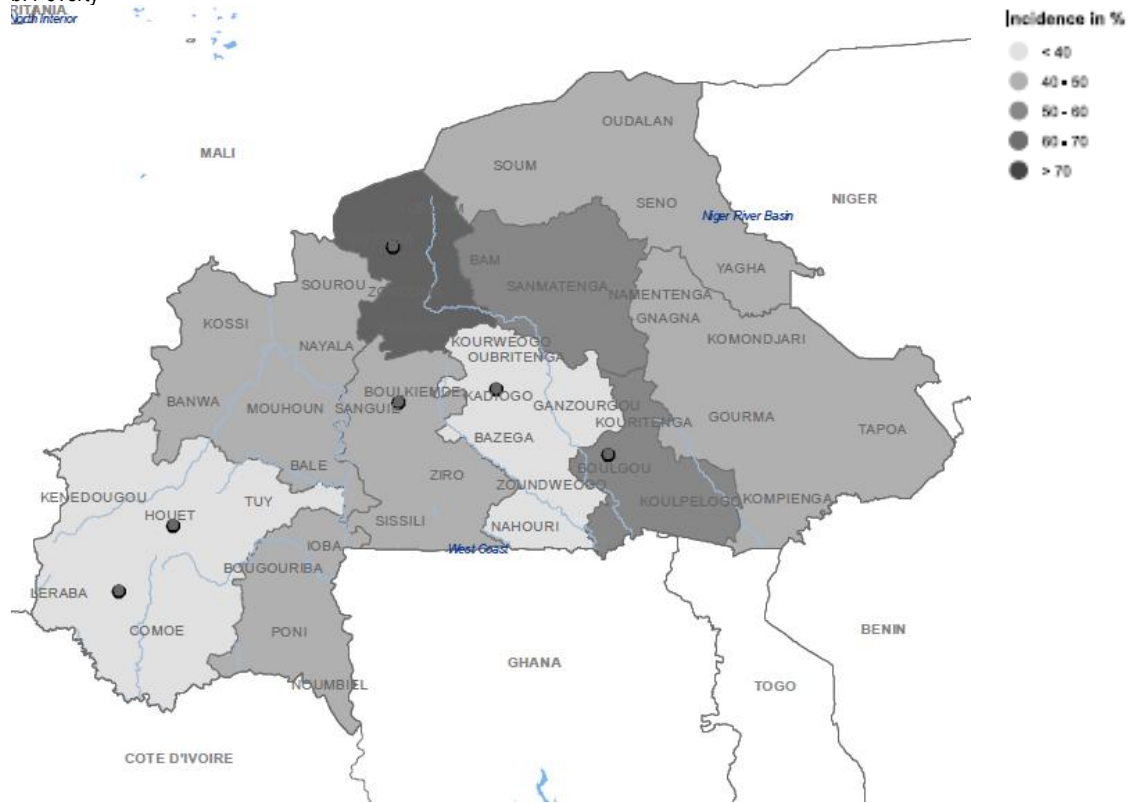 RITANIA
North Interior
Incidence in %
< 40
40 - 50
50 - 60
60 - 70
> 70
MALI
NIGER
OUDALAN
SOUM
SENO
Niger River Basin
YAGHA
BAM
SANMATENGA
NAMENTENGA
GNAGNA
KOMONDJARI
SOUROU
KOSSI
NAYALA
KOURWEOGO
OUBRITENGA
BANWA
MOUHOUN
SANGUIE
BOULKIEMDE
KADIOGO
GANZOURGOU
KOURITENGA
GOURMA
TAPOA
BAZEGA
BALE
ZIRO
BOULGOU
ZOUNDWEOGO
KOULPELOGO
KOMPIENGA
KENEDOUGOU
TUY
HOUET
SISSILI
NAHOURI
IOBA
West Coast
BOUGOURIBA
LERABA
COMOE
PONI
NOUMBIEL
BENIN
GHANA
TOGO
COTE D'IVOIRE